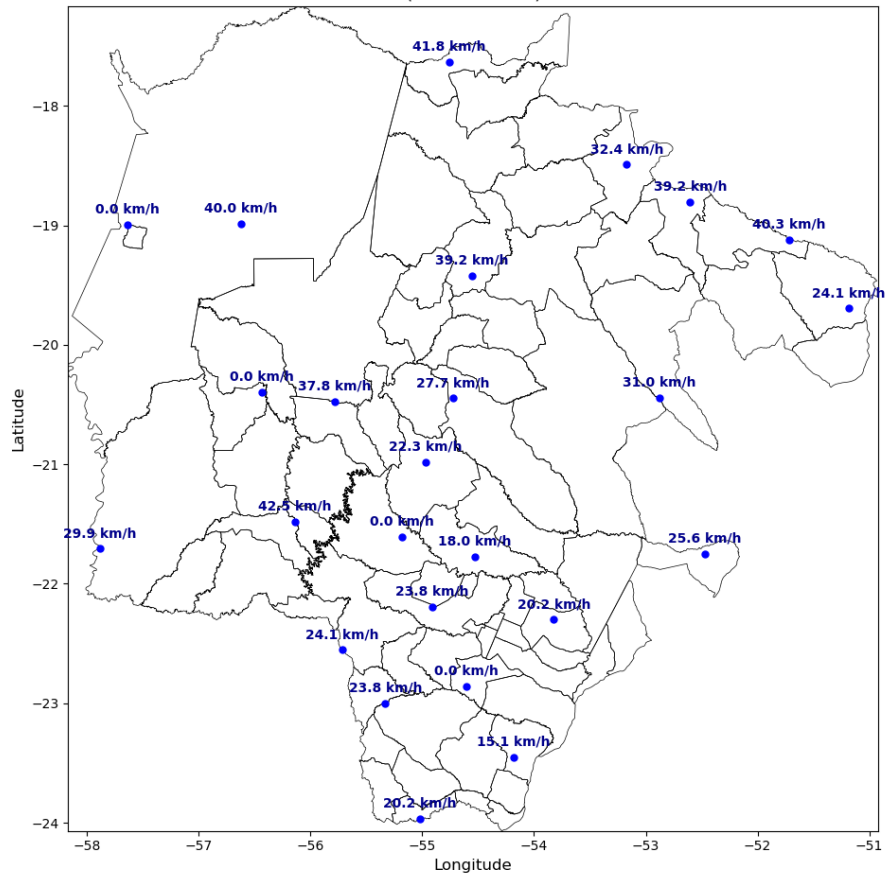 41.8 km/h
−18
32.4 km/h
39.2 km/h
0.0 km/h
40.0 km/h
−19
40.3 km/h
39.2 km/h
24.1 km/h
−20
0.0 km/h
37.8 km/h
27.7 km/h
31.0 km/h
Latitude
−21
22.3 km/h
42.5 km/h
29.9 km/h
0.0 km/h
18.0 km/h
25.6 km/h
−22
23.8 km/h
20.2 km/h
24.1 km/h
0.0 km/h
23.8 km/h
−23
15.1 km/h
20.2 km/h
−24
−58 −57 −56 −55 −54 −53 −52 −51
Longitude